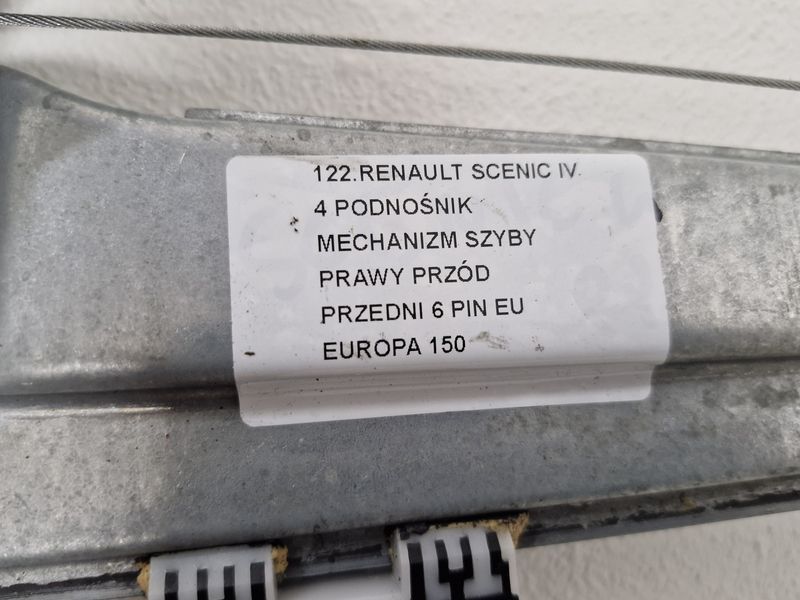 122.RENAULT SCENIC IV
4 PODNOŚNIK
MECHANIZM SZYBY
PRAWY PRZÓD
PRZEDNI 6 PIN EU
EUROPA 150